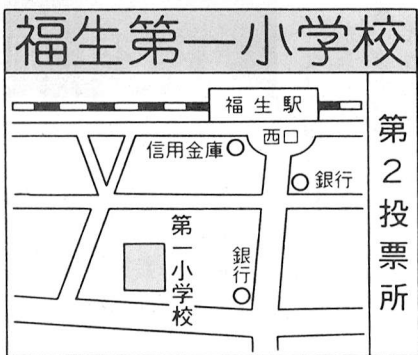 福生第一小学校
第2投票所
福生駅
西口
信用金庫
銀行
第一小学校
銀行